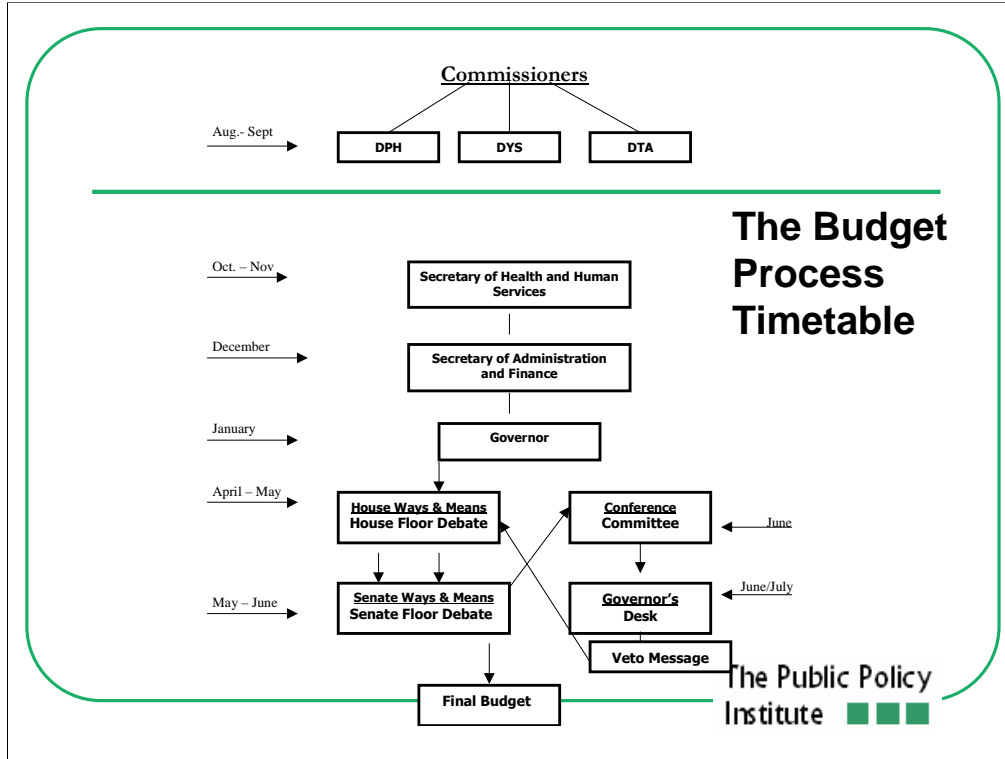 Commissioners
Aug.- Sept
DPH
DYS
DTA
The Budget
Process
Timetable
Oct. – Nov
Secretary of Health and Human
Services
December
Secretary of Administration
and Finance
January
Governor
April – May
House Ways & Means
House Floor Debate
Conference
Committee
June
May – June
Senate Ways & Means
Senate Floor Debate
Governor's
Desk
June/July
Veto Message
Final Budget
The Public Policy
Institute